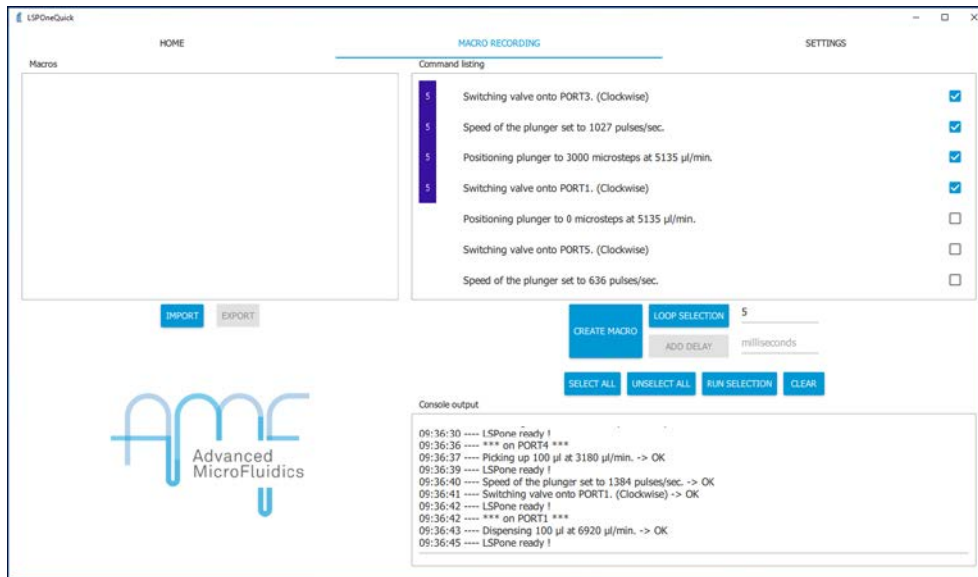 LSPOneQuick
HOME MACRO RECORDING SETTINGS
Macros
Command listing
5 Switching valve onto PORT3. (Clockwise)
5 Speed of the plunger set to 1027 pulses/sec.
5 Positioning plunger to 3000 microsteps at 5135 µl/min.
5 Switching valve onto PORT1. (Clockwise)
Positioning plunger to 0 microsteps at 5135 µl/min.
Switching valve onto PORT5. (Clockwise)
Speed of the plunger set to 636 pulses/sec.
IMPORT EXPORT
CREATE MACRO
LOOP SELECTION 5
ADD DELAY milliseconds
SELECT ALL UNSELECT ALL RUN SELECTION CLEAR
AMF
Advanced
MicroFluidics
Console output
09:36:30 ---- LSPone ready !
09:36:36 ---- *** on PORT4 ***
09:36:37 ---- Picking up 100 µl at 3180 µl/min. -> OK
09:36:39 ---- LSPone ready !
09:36:40 ---- Speed of the plunger set to 1384 pulses/sec. -> OK
09:36:41 ---- Switching valve onto PORT1. (Clockwise) -> OK
09:36:42 ---- LSPone ready !
09:36:42 ---- *** on PORT1 ***
09:36:43 ---- Dispensing 100 µl at 6920 µl/min. -> OK
09:36:45 ---- LSPone ready !